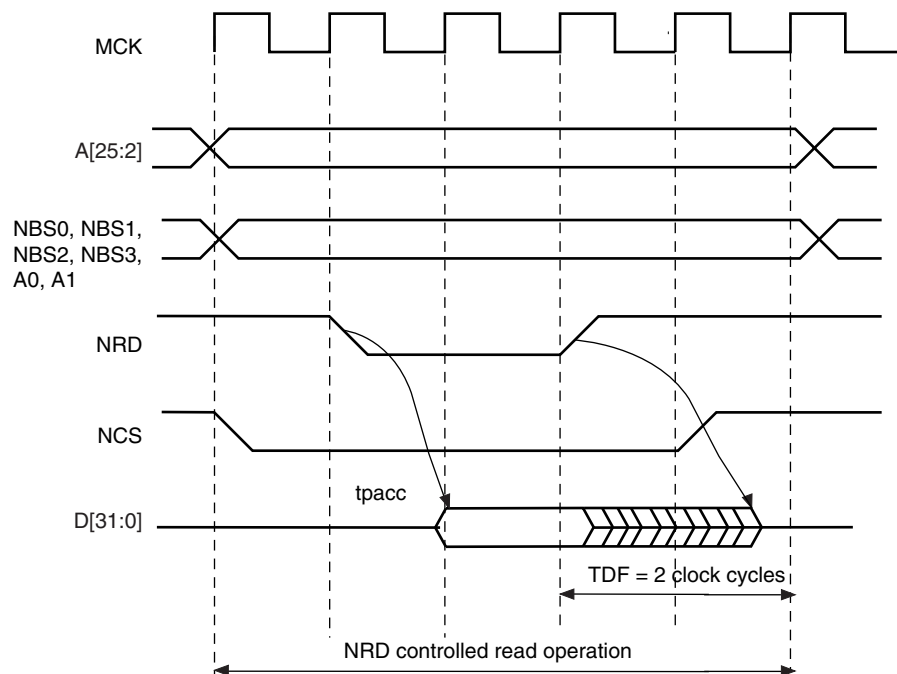 MCK
A[25:2]
NBS0, NBS1,
NBS2, NBS3,
A0, A1
NRD
NCS
tpacc
D[31:0]
TDF = 2 clock cycles
NRD controlled read operation